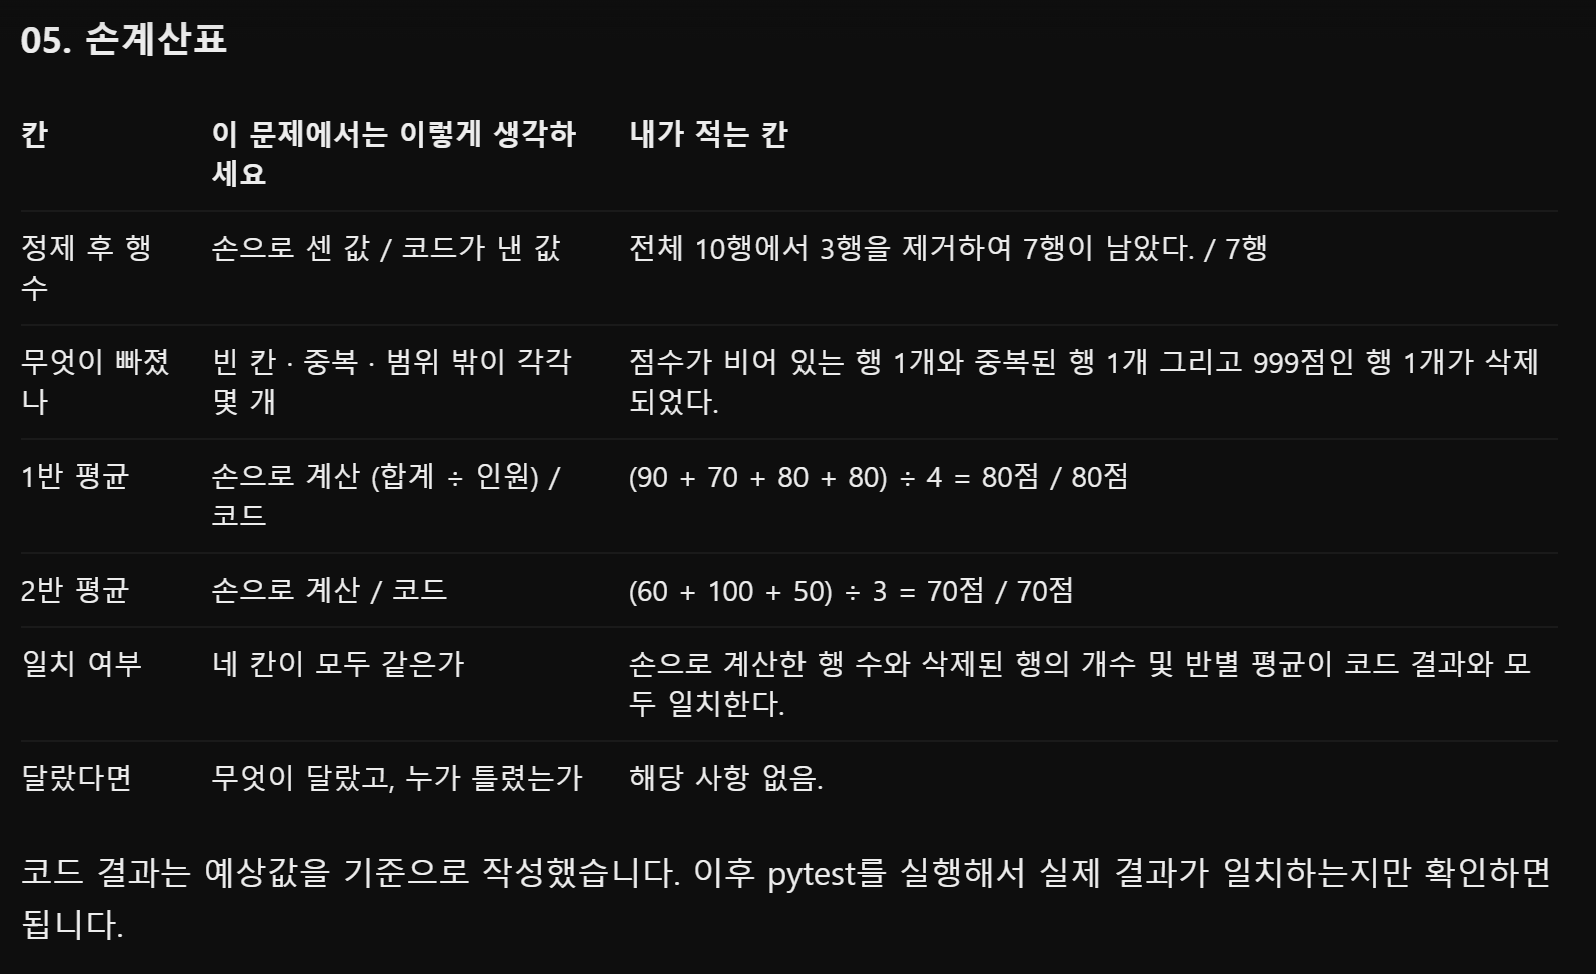 05. 손계산표
칸
이 문제에서는 이렇게 생각하
세요
내가 적는 칸
정제 후 행
수
손으로 센 값 / 코드가 낸 값
전체 10행에서 3행을 제거하여 7행이 남았다. / 7행
무엇이 빠졌
나
빈 칸 · 중복 · 범위 밖이 각각
몇 개
점수가 비어 있는 행 1개와 중복된 행 1개 그리고 999점인 행 1개가 삭제
되었다.
1반 평균
손으로 계산 (합계 ÷ 인원) /
코드
(90 + 70 + 80 + 80) ÷ 4 = 80점 / 80점
2반 평균
손으로 계산 / 코드
(60 + 100 + 50) ÷ 3 = 70점 / 70점
일치 여부
네 칸이 모두 같은가
손으로 계산한 행 수와 삭제된 행의 개수 및 반별 평균이 코드 결과와 모
두 일치한다.
달랐다면
무엇이 달랐고, 누가 틀렸는가
해당 사항 없음.
코드 결과는 예상값을 기준으로 작성했습니다. 이후 pytest를 실행해서 실제 결과가 일치하는지만 확인하면
됩니다.